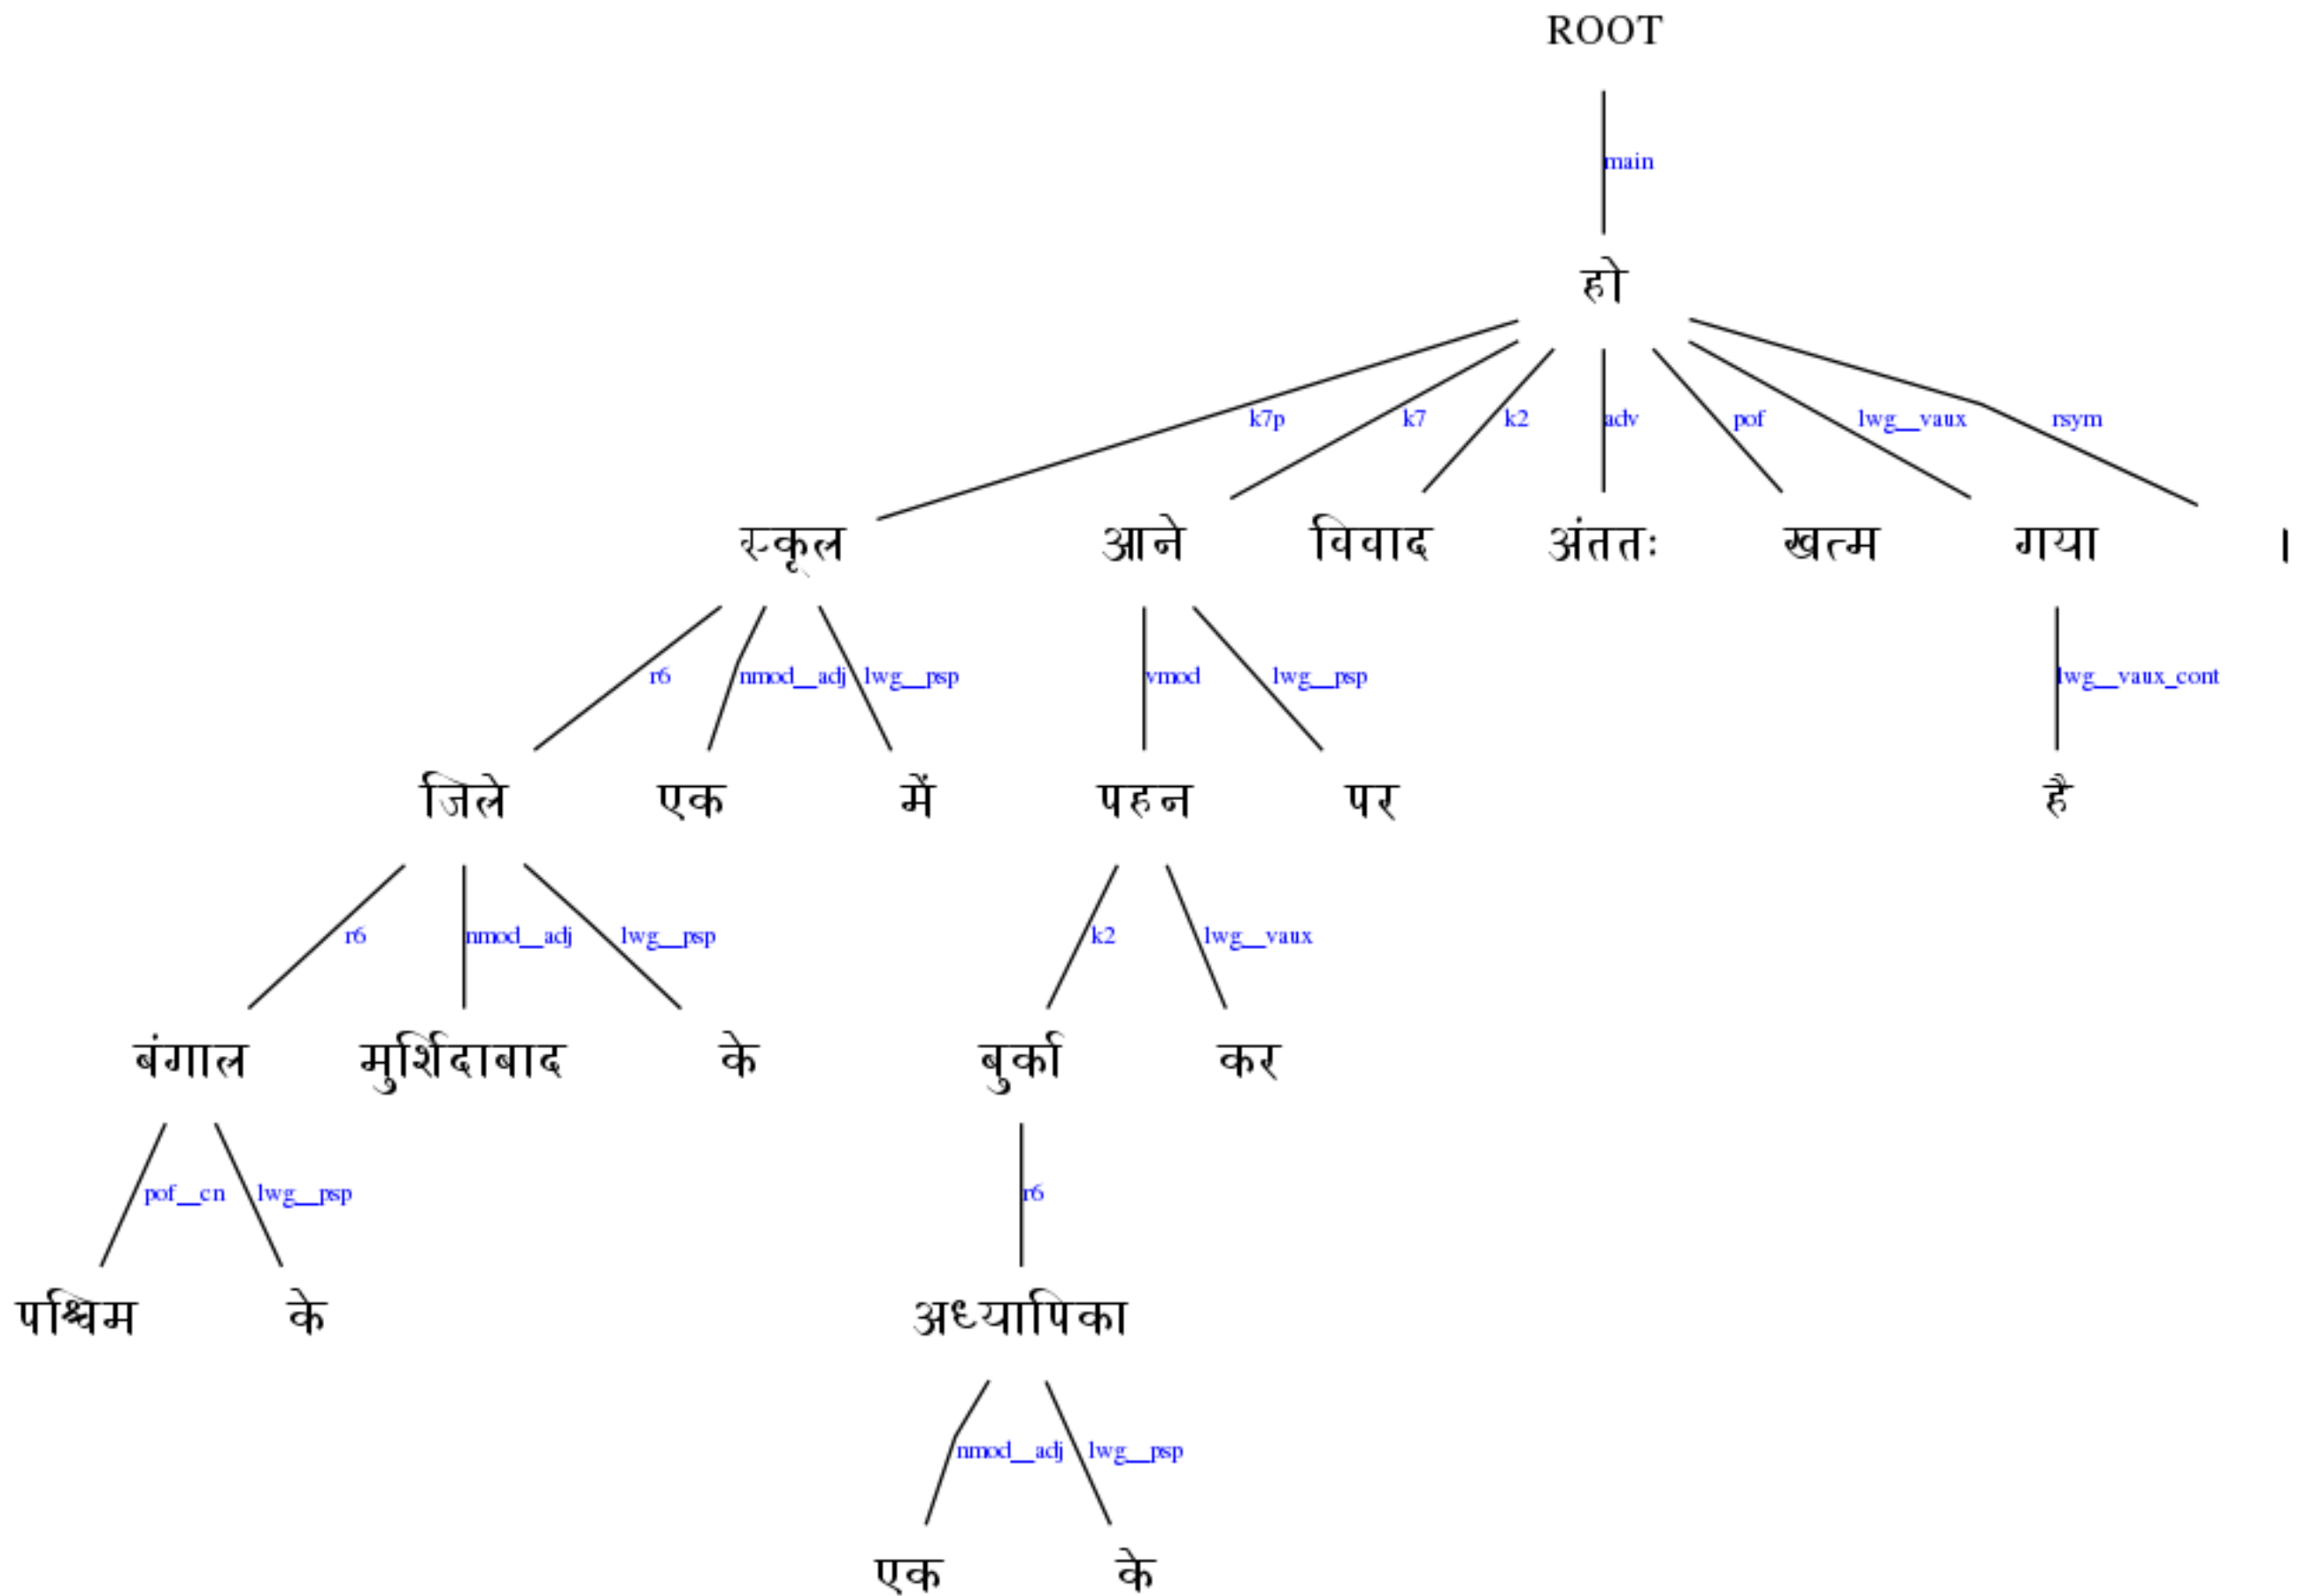 ROOT
main
हो
k7p k7 k2 adv pof lwg__vaux rsym
स्कूल आने विवाद अंततः खत्म गया ।
r6 nmod__adj lwg__psp vmod lwg__psp lwg__vaux_cont
जिले एक में पहन पर है
r6 nmod__adj lwg__psp k2 lwg__vaux
बंगाल मुर्शिदाबाद के बुर्का कर
pof__cn lwg__psp r6
पश्चिम के अध्यापिका
nmod__adj lwg__psp
एक के